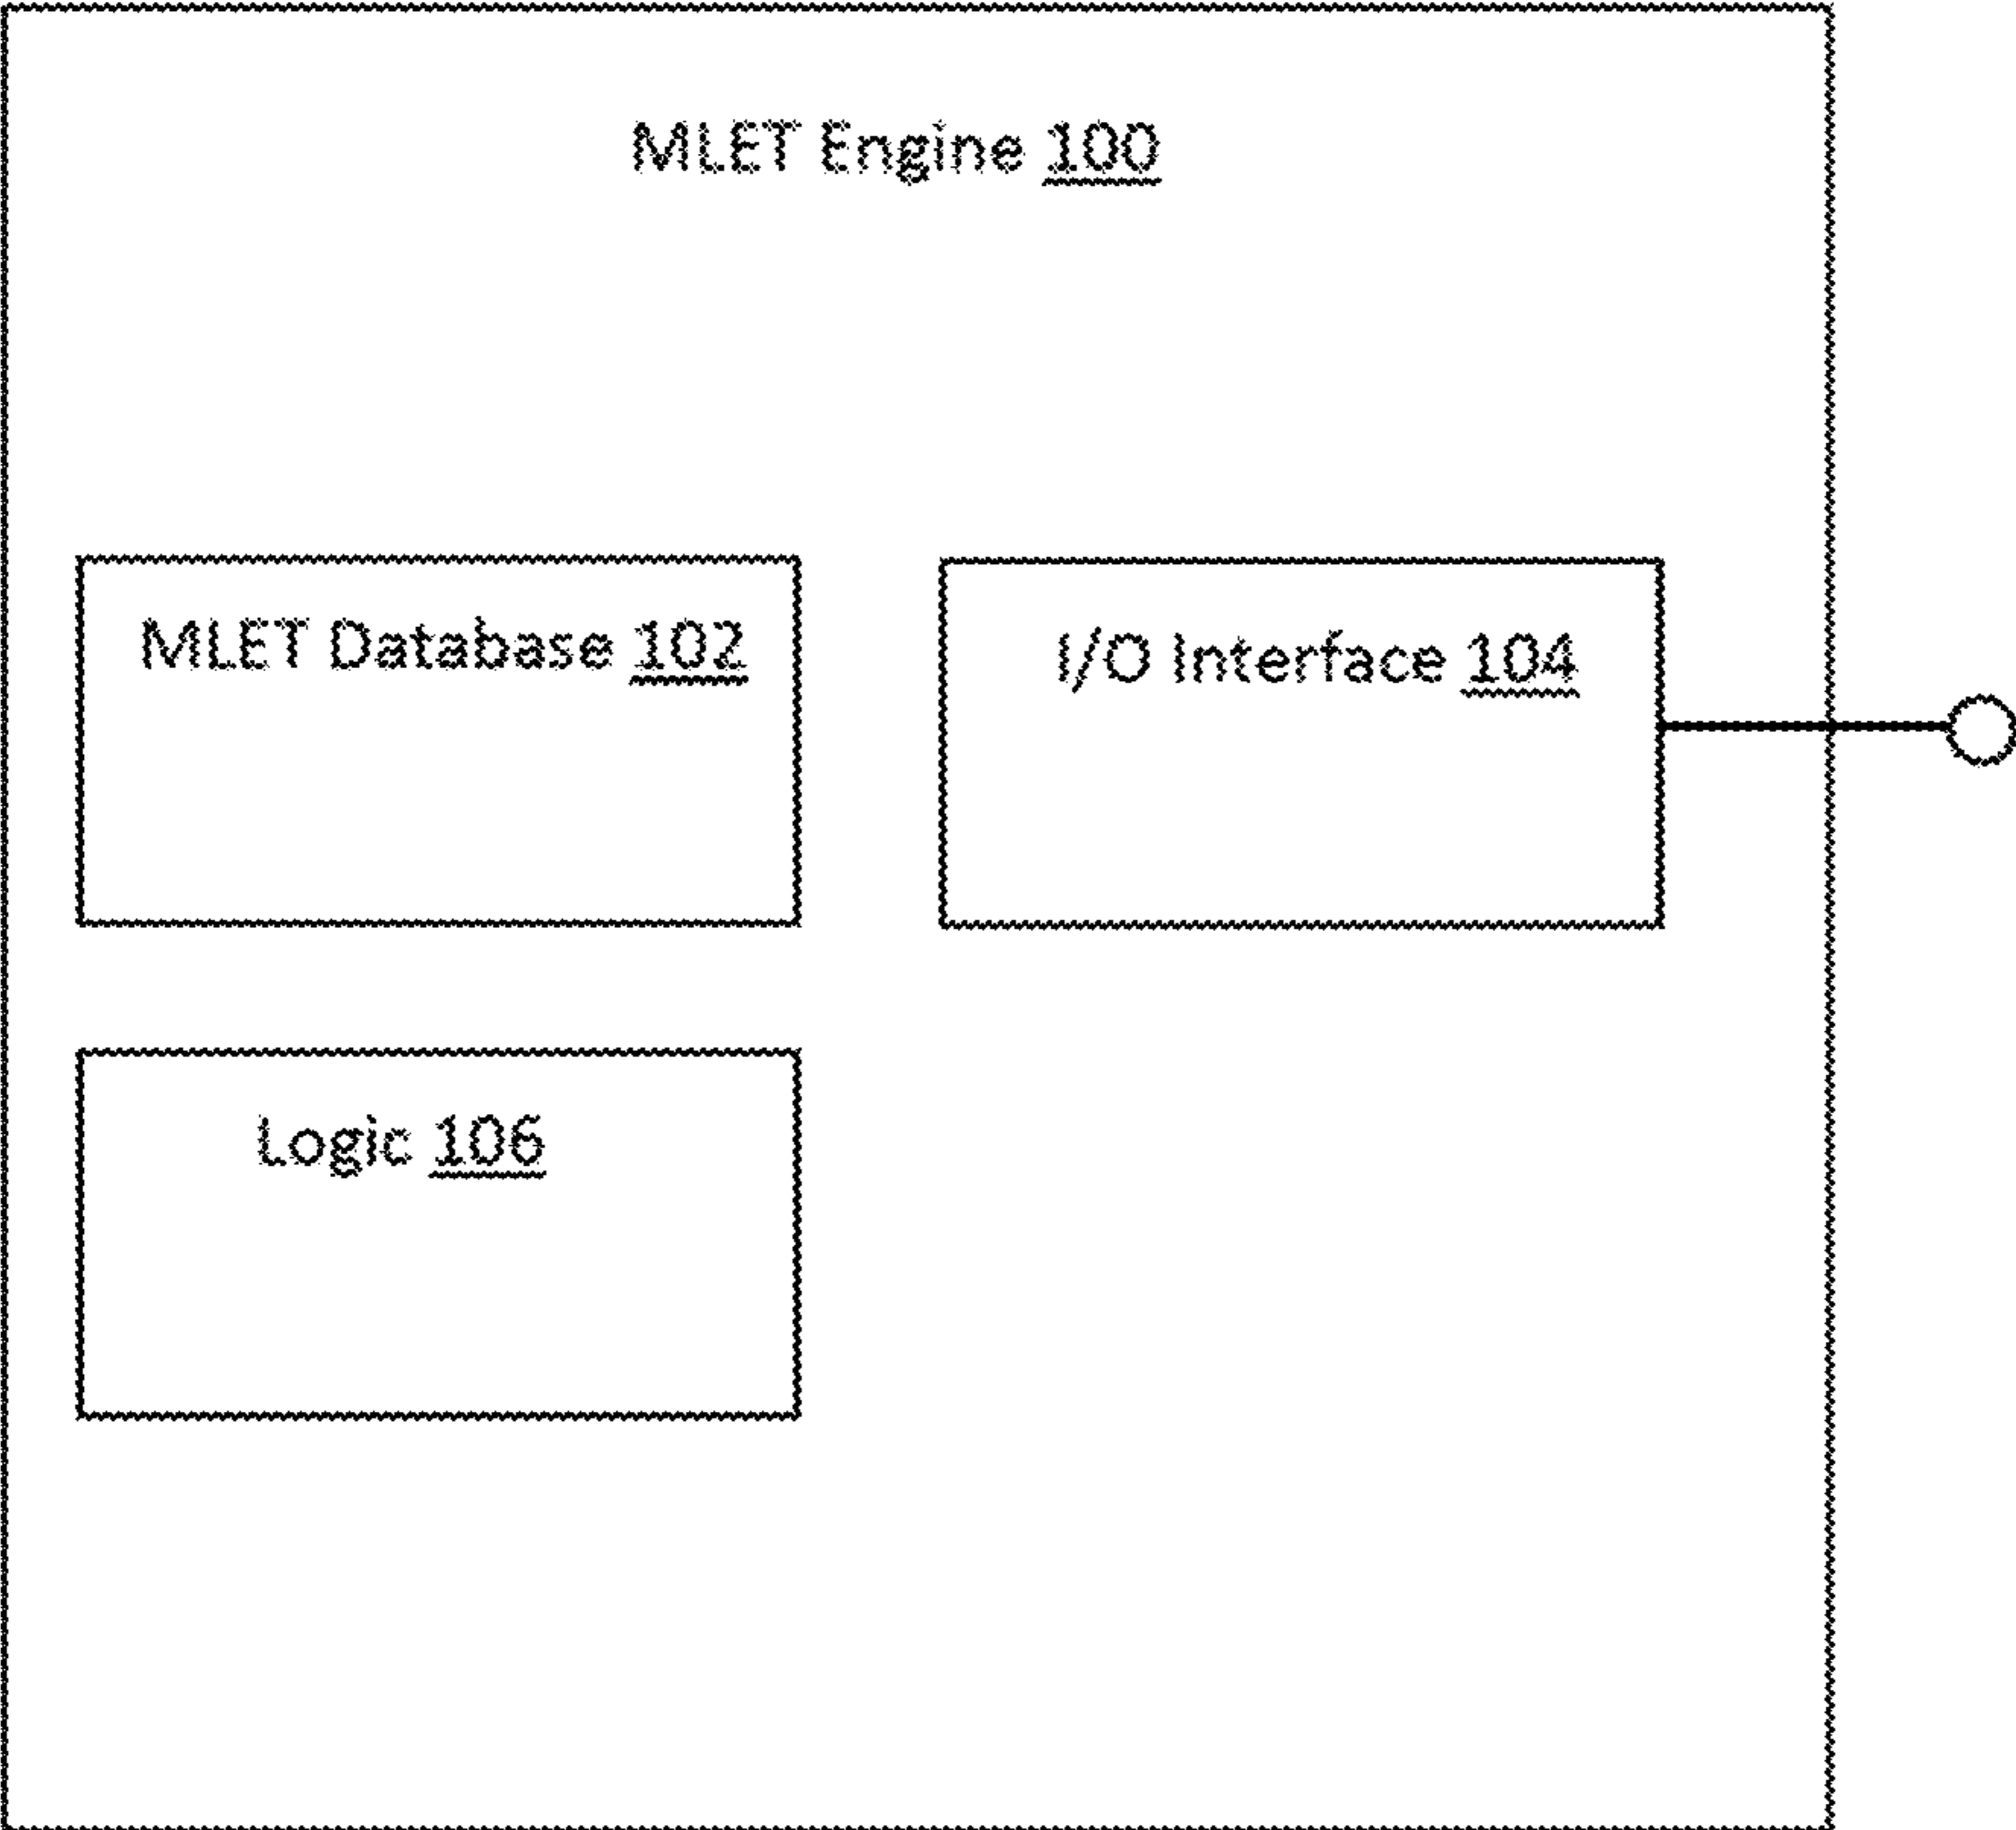 MLET Engine 100
MLET Database 102
I/O Interface 104
Logic 106